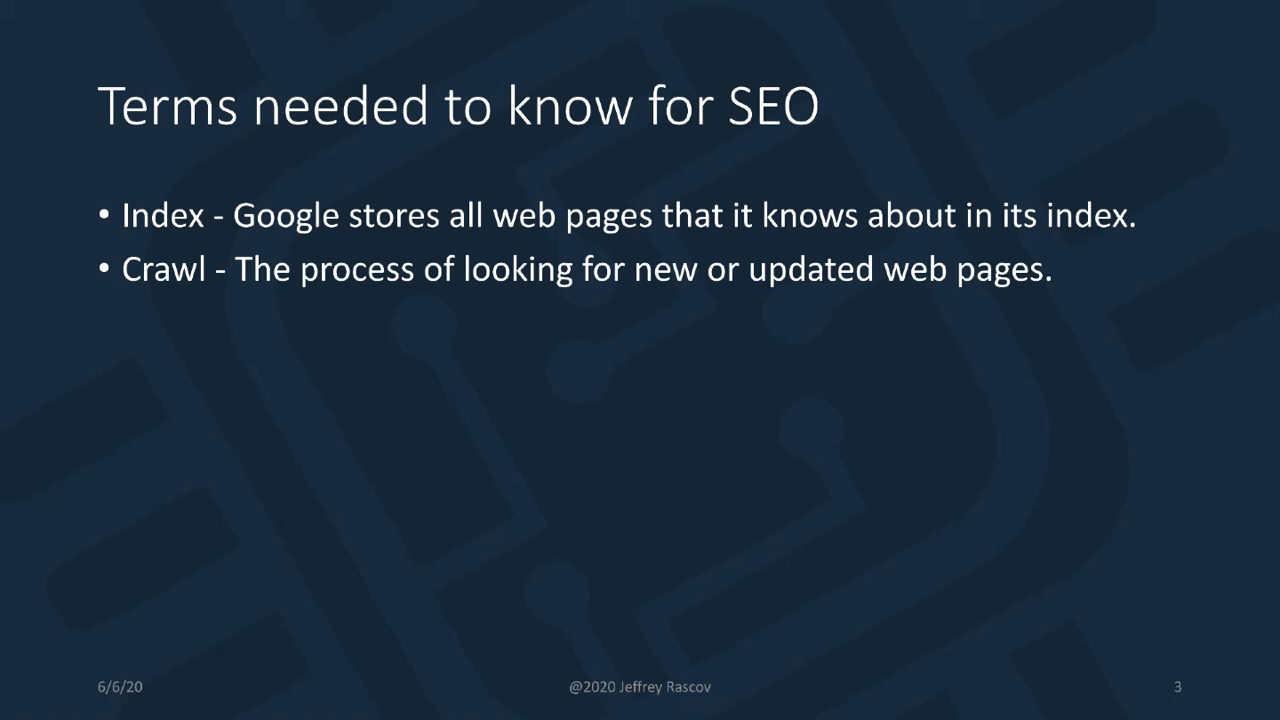 Terms needed to know for SEO
• Index - Google stores all web pages that it knows about in its index.
• Crawl - The process of looking for new or updated web pages.
6/6/20
@2020 Jeffrey Rascov
3